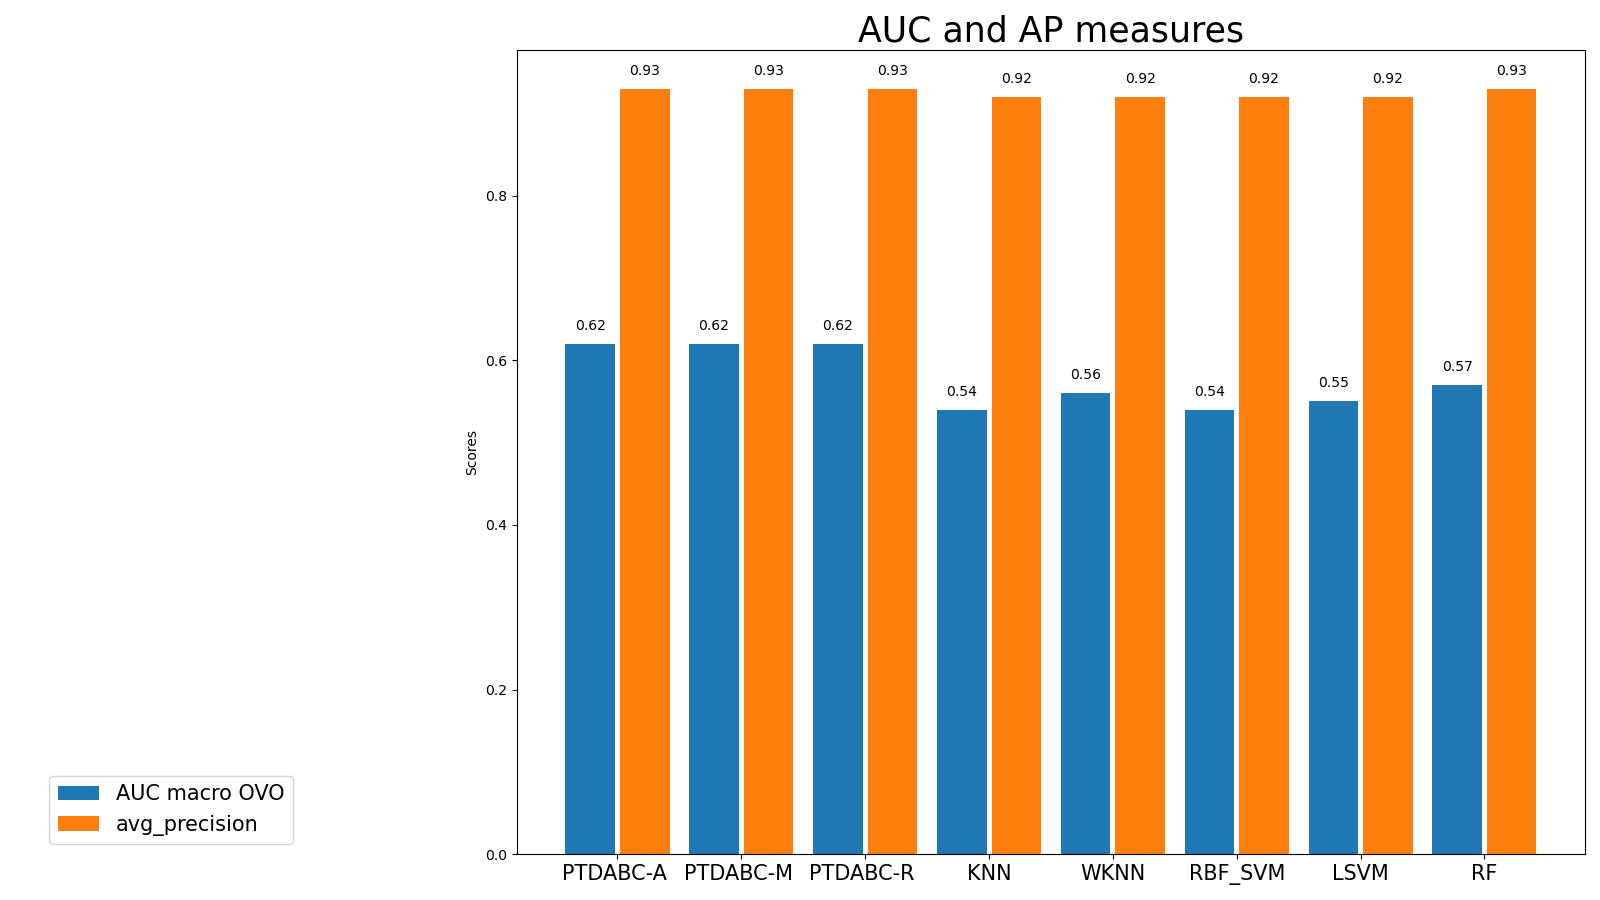 AUC and AP measures
0.93 0.93 0.93 0.92 0.92 0.92 0.92 0.93
0.8
0.62 0.62 0.62 0.54 0.56 0.54 0.55 0.57
0.6
Scores
0.4
0.2
0.0
AUC macro OVO
avg_precision
PTDABC-A PTDABC-M PTDABC-R KNN WKNN RBF_SVM LSVM RF